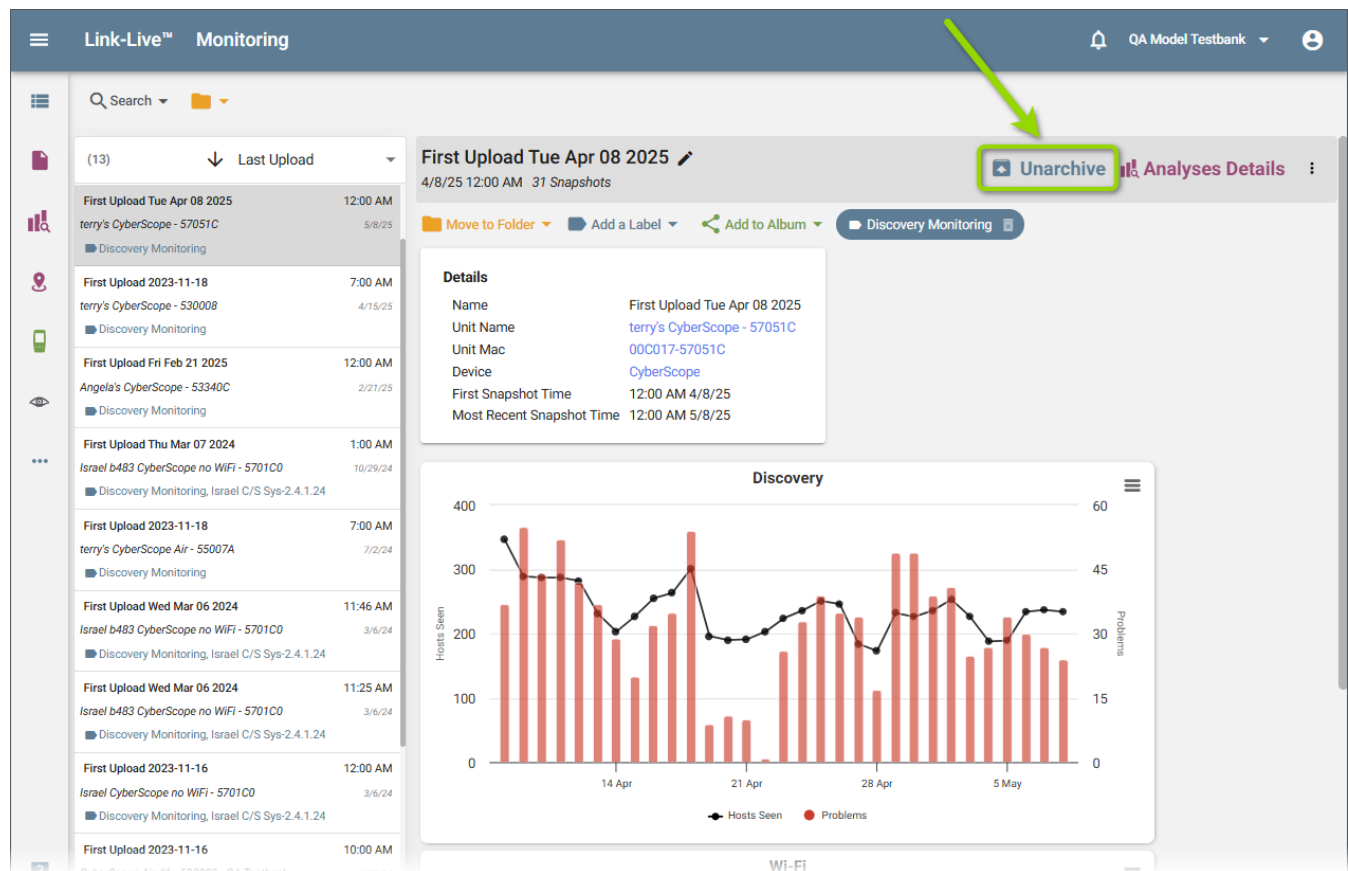 Link-Live™ Monitoring
QA Model Testbank
Search
(13) Last Upload
First Upload Tue Apr 08 2025 12:00 AM
terry's CyberScope - 57051C 5/8/25
Discovery Monitoring
First Upload 2023-11-18 7:00 AM
terry's CyberScope - 530008 4/15/25
Discovery Monitoring
First Upload Fri Feb 21 2025 12:00 AM
Angela's CyberScope - 53340C 2/21/25
Discovery Monitoring
First Upload Thu Mar 07 2024 1:00 AM
Israel b483 CyberScope no WiFi - 5701C0 10/29/24
Discovery Monitoring, Israel C/S Sys-2.4.1.24
First Upload 2023-11-18 7:00 AM
terry's CyberScope Air - 55007A 7/2/24
Discovery Monitoring
First Upload Wed Mar 06 2024 11:46 AM
Israel b483 CyberScope no WiFi - 5701C0 3/6/24
Discovery Monitoring, Israel C/S Sys-2.4.1.24
First Upload Wed Mar 06 2024 11:25 AM
Israel b483 CyberScope no WiFi - 5701C0 3/6/24
Discovery Monitoring, Israel C/S Sys-2.4.1.24
First Upload 2023-11-16 12:00 AM
Israel CyberScope no WiFi - 5701C0 3/6/24
Discovery Monitoring, Israel C/S Sys-2.4.1.24
First Upload 2023-11-16 10:00 AM
First Upload Tue Apr 08 2025
4/8/25 12:00 AM 31 Snapshots
Unarchive Analyses Details
Move to Folder Add a Label Add to Album Discovery Monitoring
Details
Name First Upload Tue Apr 08 2025
Unit Name terry's CyberScope - 57051C
Unit Mac 00C017-57051C
Device CyberScope
First Snapshot Time 12:00 AM 4/8/25
Most Recent Snapshot Time 12:00 AM 5/8/25
Discovery
400 60
300 45
200 30
100 15
0 0
Hosts Seen
Problems
14 Apr 21 Apr 28 Apr 5 May
Hosts Seen Problems
Wi-Fi